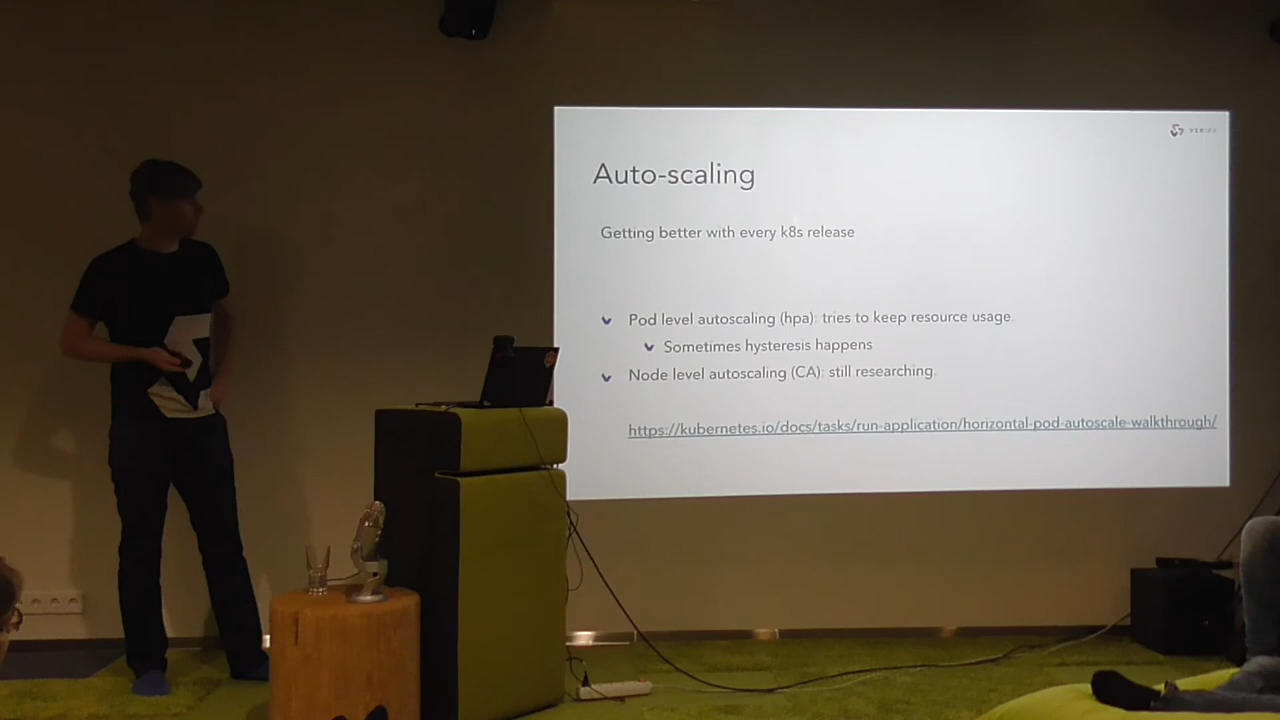 Auto-scaling
Getting better with every k8s release
Pod level autoscaling (hpa): tries to keep resource usage.
Sometimes hysteresis happens
Node level autoscaling (CA): still researching.
https://kubernetes.io/docs/tasks/run-application/horizontal-pod-autoscale-walkthrough/